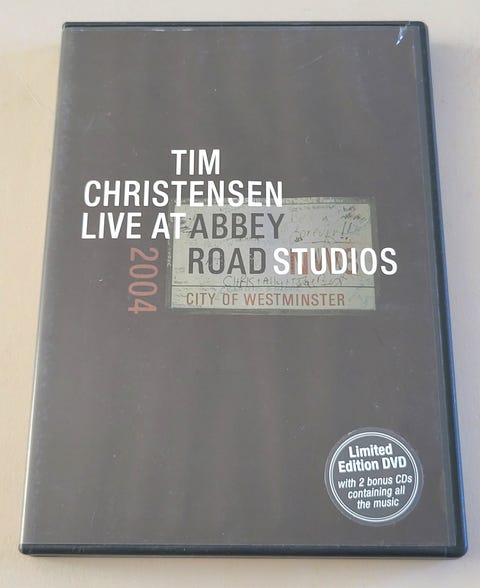 TIM
CHRISTENSEN
LIVE AT ABBEY
ROAD STUDIOS
2004
CITY OF WESTMINSTER
Limited
Edition DVD
with 2 bonus CDs
containing all
the music